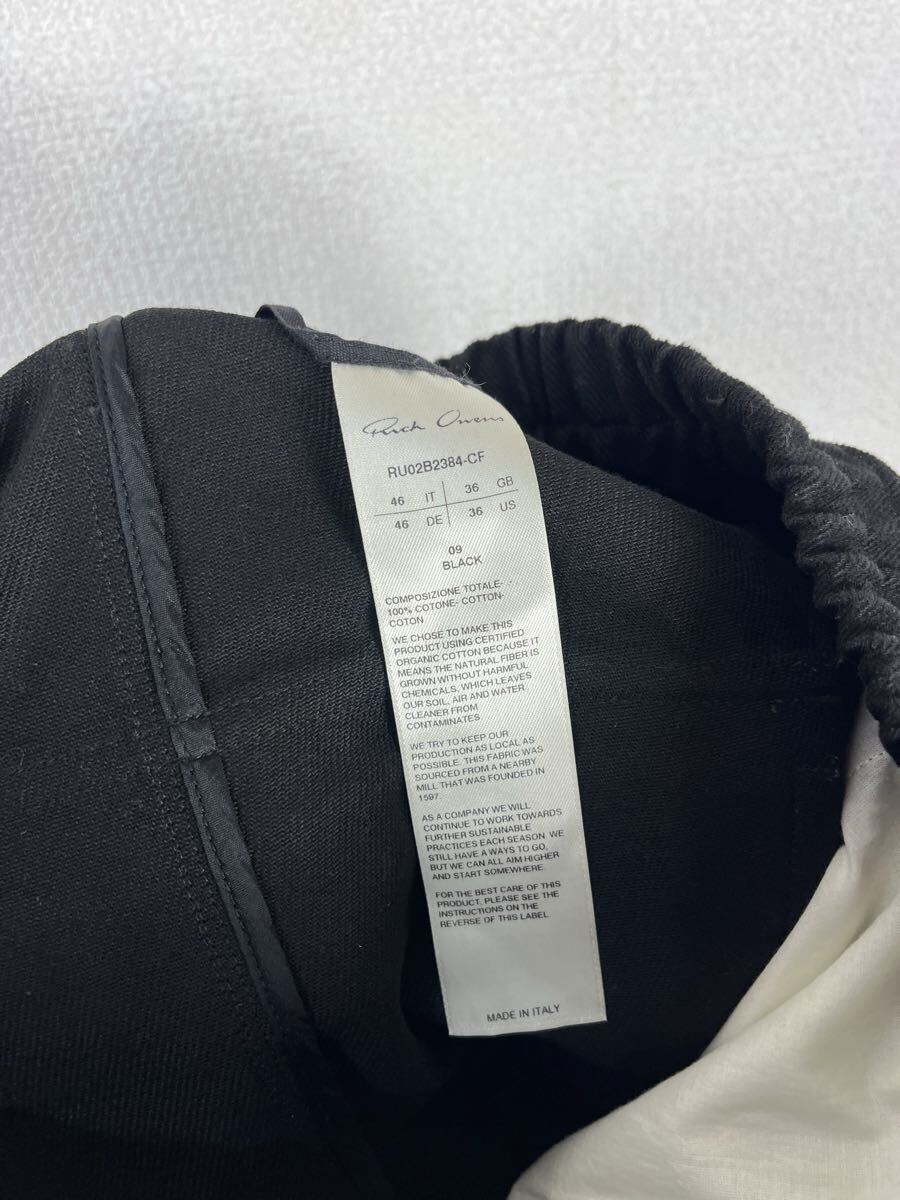 Rick Owens
RU02B2384-CF
46 IT 36 GB
46 DE 36 US
09
BLACK
COMPOSIZIONE TOTALE- -
100% COTONE- COTTON-
COTON
WE CHOSE TO MAKE THIS
PRODUCT USING CERTIFIED
ORGANIC COTTON BECAUSE IT
MEANS THE NATURAL FIBER IS
GROWN WITHOUT HARMFUL
CHEMICALS, WHICH LEAVES
OUR SOIL, AIR AND WATER
CLEANER FROM
CONTAMINATES.
WE TRY TO KEEP OUR
PRODUCTION AS LOCAL AS
POSSIBLE. THIS FABRIC WAS
SOURCED FROM A NEARBY
MILL THAT WAS FOUNDED IN
1597.
AS A COMPANY WE WILL
CONTINUE TO WORK TOWARDS
FURTHER SUSTAINABLE
PRACTICES EACH SEASON. WE
STILL HAVE A WAYS TO GO,
BUT WE CAN ALL AIM HIGHER
AND START SOMEWHERE
FOR THE BEST CARE OF THIS
PRODUCT, PLEASE SEE THE
INSTRUCTIONS ON THE
REVERSE OF THIS LABEL
MADE IN ITALY